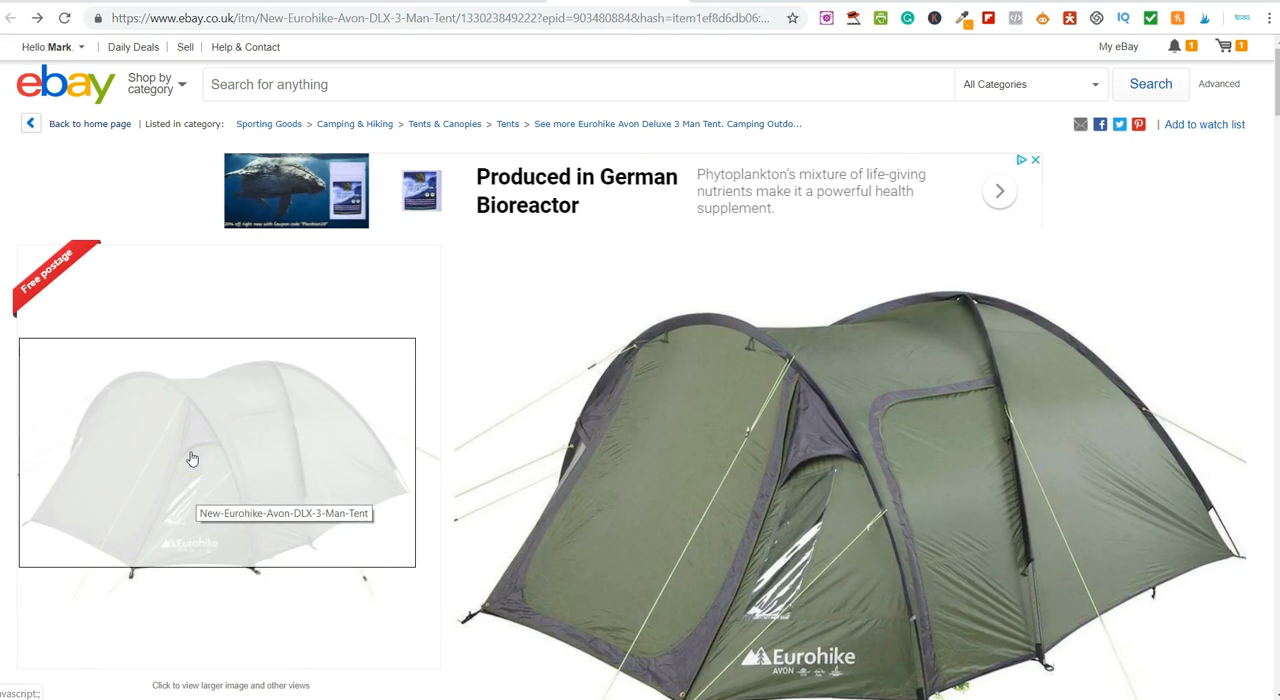 https://www.ebay.co.uk/itm/New-Eurohike-Avon-DLX-3-Man-Tent/133023849222?epid=903480884&hash=item1ef8d6db06:...
Hello Mark. | Daily Deals | Sell | Help & Contact
My eBay 1 1
ebay
Shop by
category
Search for anything
All Categories
Search
Advanced
Back to home page | Listed in category: Sporting Goods > Camping & Hiking > Tents & Canopies > Tents > See more Eurohike Avon Deluxe 3 Man Tent. Camping Outdo...
| Add to watch list
Produced in German
Bioreactor
Phytoplankton's mixture of life-giving
nutrients make it a powerful health
supplement.
Free postage
New-Eurohike-Avon-DLX-3-Man-Tent
Eurohike
Eurohike
AVON
Click to view larger image and other views
vascript:;